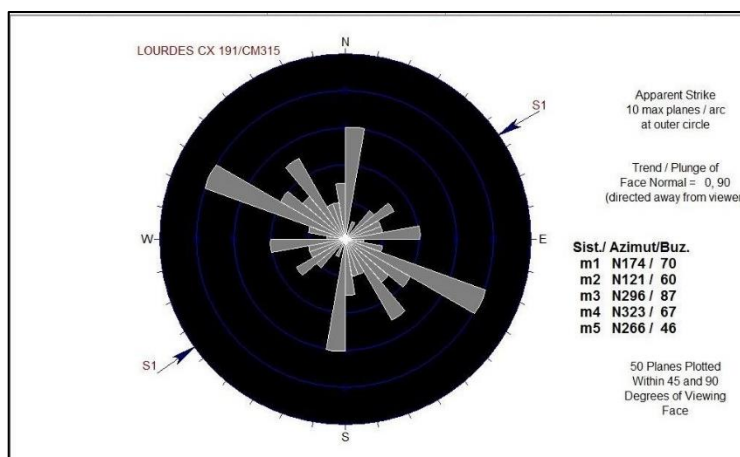 LOURDES CX 191/CM315
N
S1
Apparent Strike
10 max planes / arc
at outer circle
Trend / Plunge of
Face Normal = 0, 90
(directed away from viewer
W
E
Sist./ Azimut/Buz.
m1 N174 / 70
m2 N121 / 60
m3 N296 / 87
m4 N323 / 67
m5 N266 / 46
S1
50 Planes Plotted
Within 45 and 90
Degrees of Viewing
Face
S